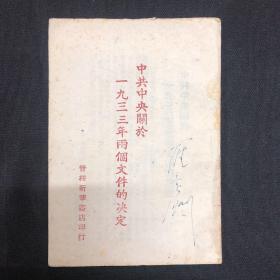 中共中央關於
一九三三年兩個文件的决定
晉綏新華書店印行